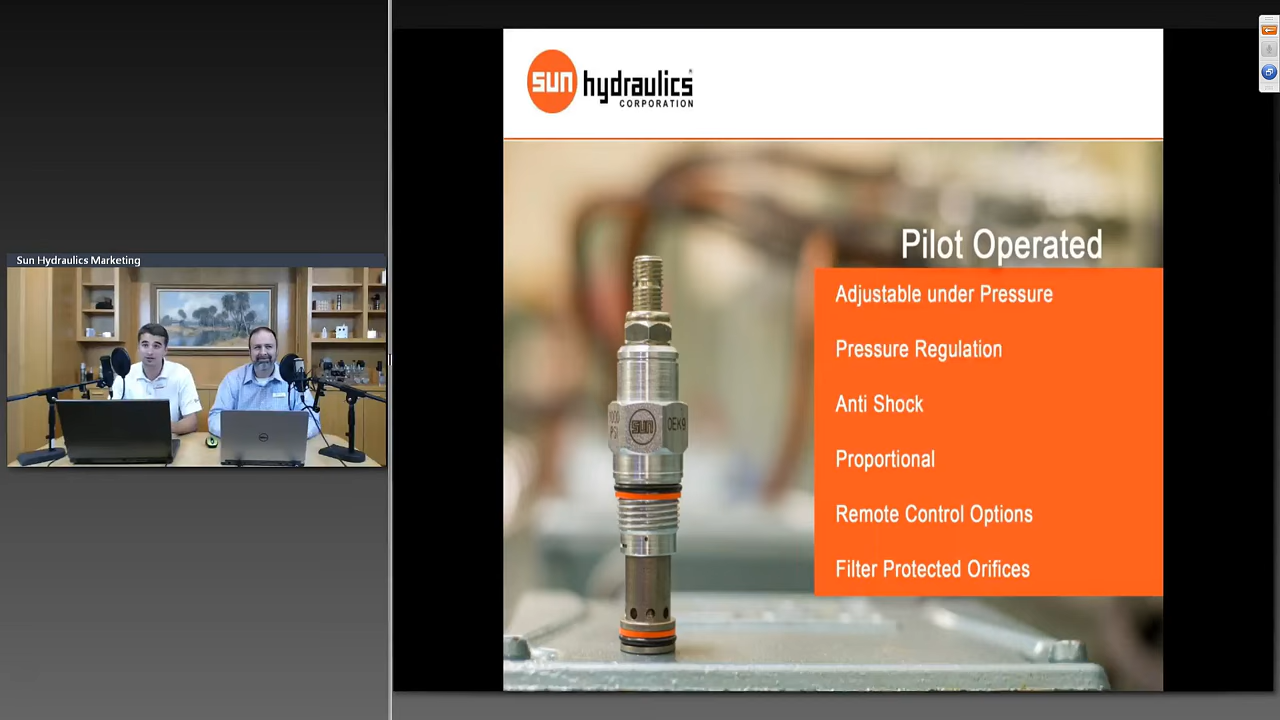 Sun Hydraulics Marketing
sun hydraulics®
CORPORATION
Pilot Operated
Adjustable under Pressure
Pressure Regulation
Anti Shock
Proportional
Remote Control Options
Filter Protected Orifices
SUN